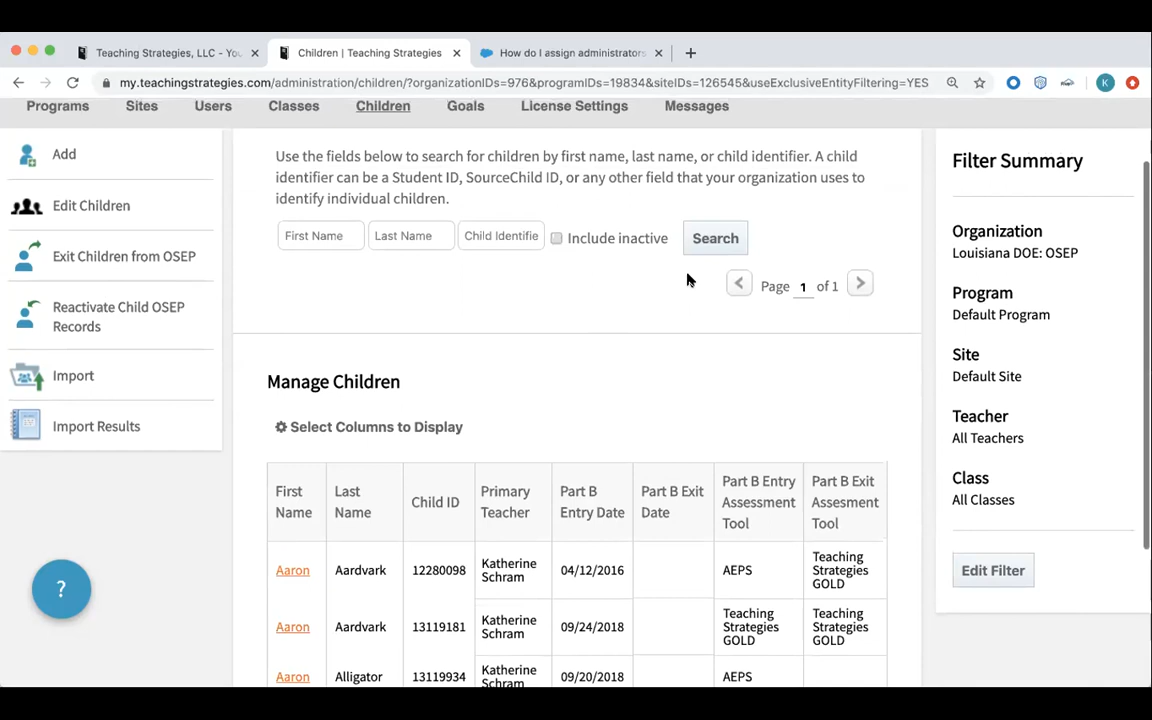 Teaching Strategies, LLC - You
Children | Teaching Strategies
How do I assign administrators
my.teachingstrategies.com/administration/children/?organizationIDs=976&programIDs=19834&siteIDs=126545&useExclusiveEntityFiltering=YES
K
Programs Sites Users Classes Children Goals License Settings Messages
Add
Edit Children
Exit Children from OSEP
Reactivate Child OSEP
Records
Import
Import Results
?
Use the fields below to search for children by first name, last name, or child identifier. A child
identifier can be a Student ID, SourceChild ID, or any other field that your organization uses to
identify individual children.
First Name Last Name Child Identifie Include inactive Search
Page 1 of 1
Manage Children
Select Columns to Display
First
Name
Last
Name
Child ID
Primary
Teacher
Part B
Entry Date
Part B Exit
Date
Part B Entry
Assessment
Tool
Part B Exit
Assesment
Tool
Aaron Aardvark 12280098
Katherine
Schram
04/12/2016
AEPS
Teaching
Strategies
GOLD
Aaron Aardvark 13119181
Katherine
Schram
09/24/2018
Teaching
Strategies
GOLD
Teaching
Strategies
GOLD
Aaron Alligator 13119934
Katherine
Schram
09/20/2018
AEPS
Filter Summary
Organization
Louisiana DOE: OSEP
Program
Default Program
Site
Default Site
Teacher
All Teachers
Class
All Classes
Edit Filter